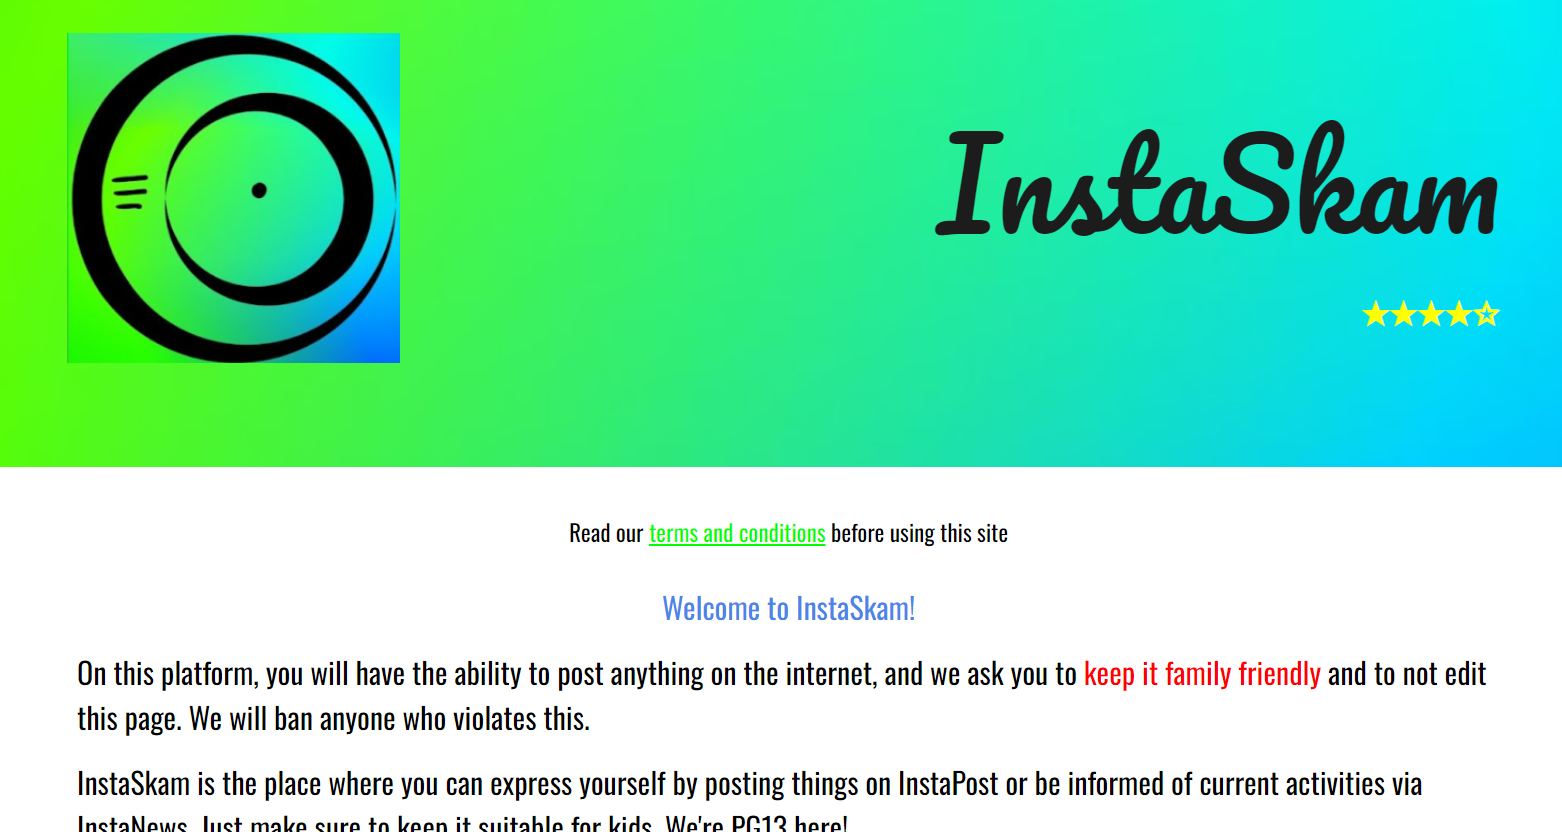 InstaSkam
★★★★☆
Read our terms and conditions before using this site
Welcome to InstaSkam!
On this platform, you will have the ability to post anything on the internet, and we ask you to keep it family friendly and to not edit
this page. We will ban anyone who violates this.
InstaSkam is the place where you can express yourself by posting things on InstaPost or be informed of current activities via
InstaNews. Just make sure to keep it suitable for kids. We're PG13 here!